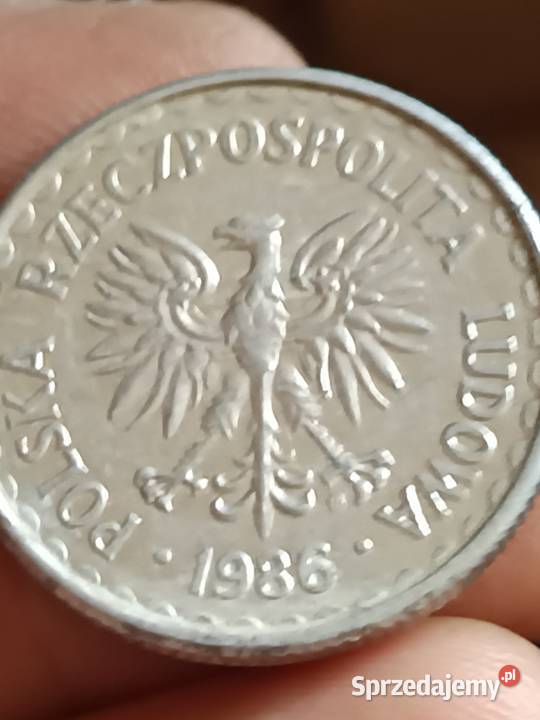 POLSKA RZECZPOSPOLITA LUDOWA
· 1986 ·
Sprzedajemy.pl